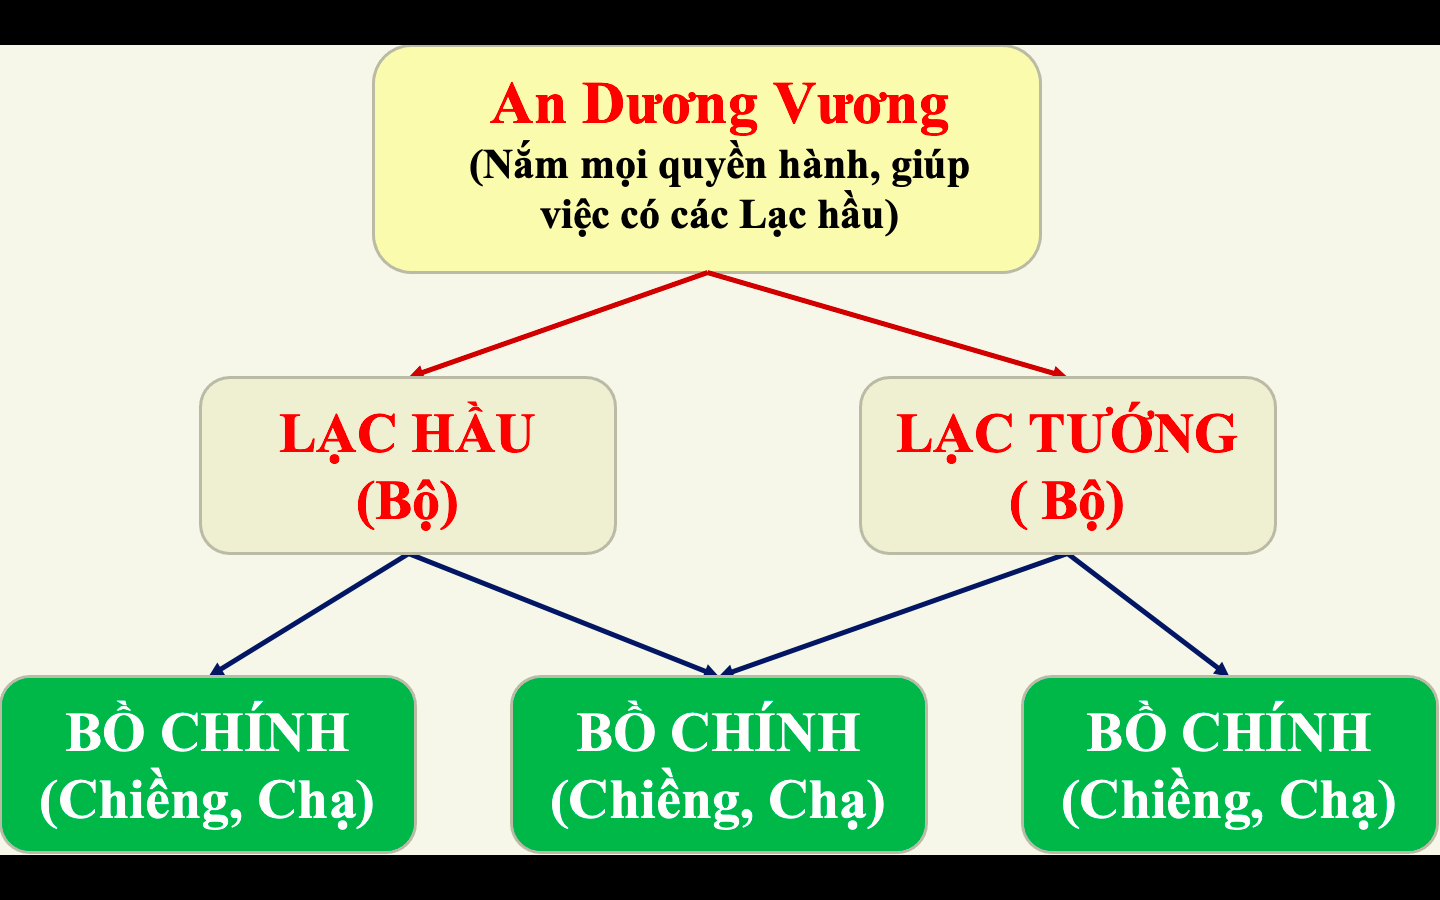 An Dương Vương
(Nắm mọi quyền hành, giúp
việc có các Lạc hầu)
LẠC HẦU
(Bộ)
LẠC TƯỚNG
( Bộ)
BỒ CHÍNH
(Chiềng, Chạ)
BỒ CHÍNH
(Chiềng, Chạ)
BỒ CHÍNH
(Chiềng, Chạ)